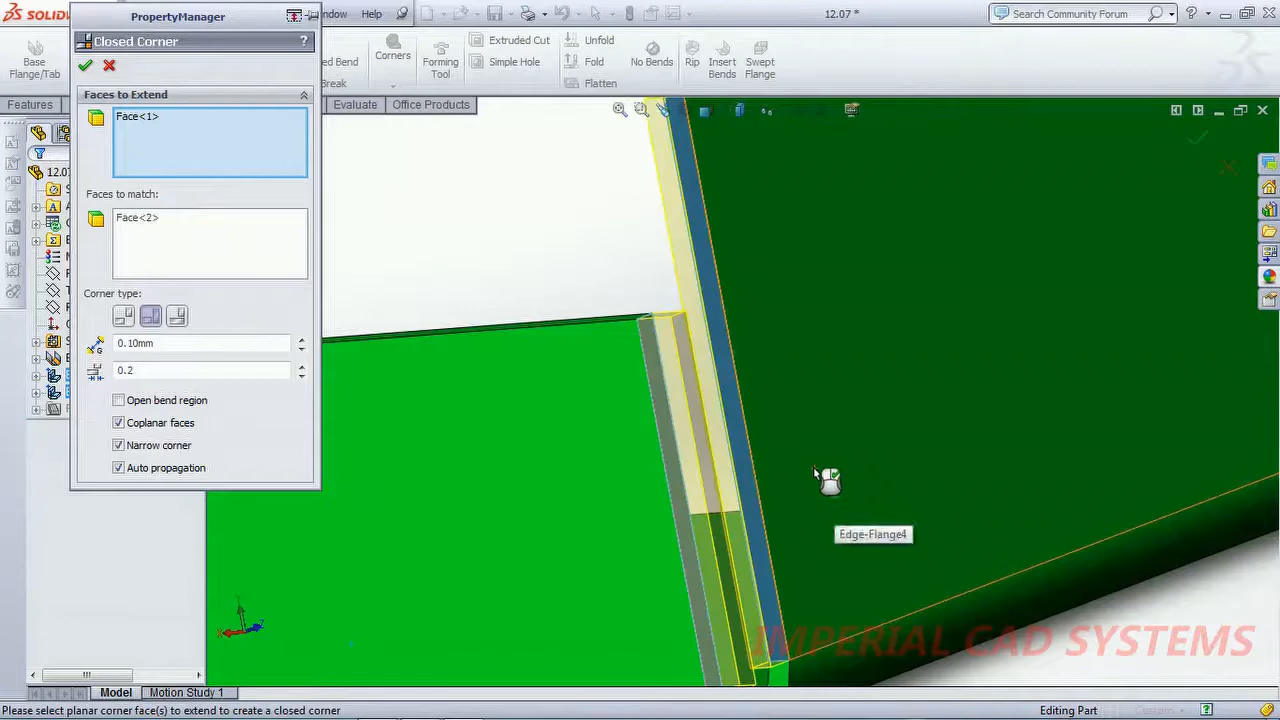 SOLIDW
PropertyManager
ndow Help
12.07 *
Search Community Forum
Closed Corner ?
Base
Flange/Tab
ed Bend
Break
Corners
Forming
Tool
Extruded Cut
Simple Hole
Unfold
Fold
Flatten
No Bends
Rip
Insert
Bends
Swept
Flange
Features
Evaluate
Office Products
Faces to Extend
Face<1>
Faces to match:
Face<2>
Corner type:
0.10mm
0.2
Open bend region
Coplanar faces
Narrow corner
Auto propagation
12.07
Edge-Flange4
IMPERIAL CAD SYSTEMS
Model
Motion Study 1
Please select planar corner face(s) to extend to create a closed corner
Editing Part
Custom